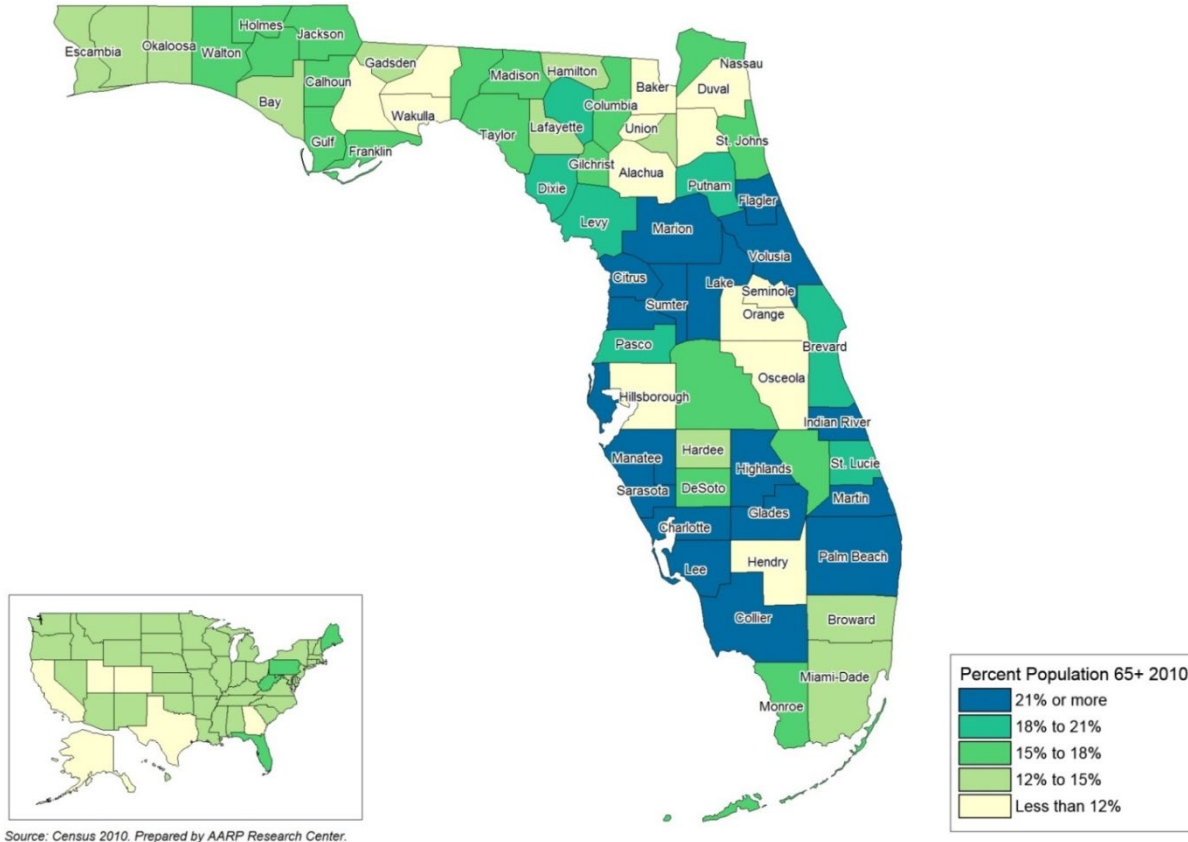 Escambia
Okaloosa
Walton
Holmes
Jackson
Calhoun
Bay
Gulf
Franklin
Gadsden
Wakulla
Madison
Hamilton
Taylor
Lafayette
Columbia
Baker
Nassau
Duval
Union
St. Johns
Gilchrist
Alachua
Dixie
Levy
Putnam
Flagler
Marion
Volusia
Citrus
Sumter
Lake
Seminole
Orange
Pasco
Brevard
Osceola
Hillsborough
Indian River
Manatee
Hardee
Highlands
St. Lucie
Sarasota
DeSoto
Martin
Glades
Charlotte
Lee
Hendry
Palm Beach
Collier
Broward
Miami-Dade
Monroe
Percent Population 65+ 2010
21% or more
18% to 21%
15% to 18%
12% to 15%
Less than 12%
Source: Census 2010. Prepared by AARP Research Center.